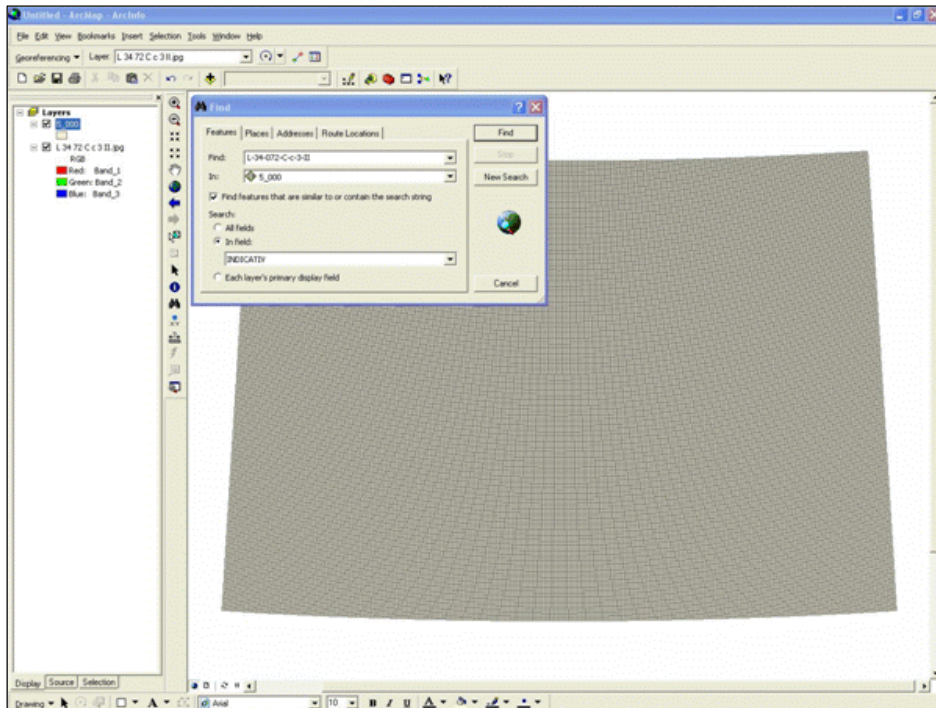 Untitled - ArcMap - ArcInfo
File Edit View Bookmarks Insert Selection Tools Window Help
Georeferencing Layer: L 34 72 C c 3 II.jpg
Layers
5_000
L 34 72 C c 3 II.jpg
RGB
Red: Band_1
Green: Band_2
Blue: Band_3
Find
Features Places Addresses Route Locations
Find: L-34-072-C-c-3-II
In: 5_000
Find features that are similar to or contain the search string
Search:
All fields
In field:
INDICATIV
Each layer's primary display field
Find
Stop
New Search
Cancel
Display Source Selection
Drawing A Arial 10 B I U A